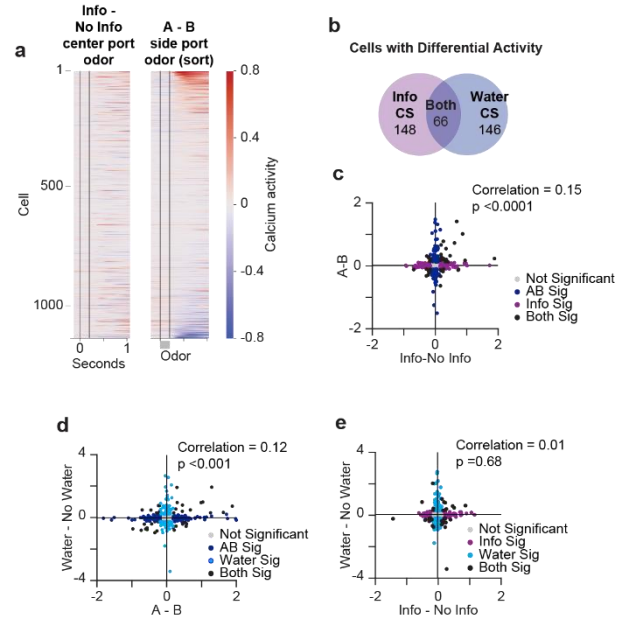 a
Info -
No Info
center port
odor
A - B
side port
odor (sort)
1
500
1000
Cell
0
1
Seconds
Odor
0.8
0.4
0
-0.4
-0.8
Calcium activity
b
Cells with Differential Activity
Info
CS
148
Both
66
Water
CS
146
c
Correlation = 0.15
p <0.0001
2
0
-2
A-B
-2
0
2
Info-No Info
Not Significant
AB Sig
Info Sig
Both Sig
d
Correlation = 0.12
p <0.001
4
0
-4
Water - No Water
-2
0
2
A - B
Not Significant
AB Sig
Water Sig
Both Sig
e
Correlation = 0.01
p =0.68
4
0
-4
Water - No Water
-2
0
2
Info - No Info
Not Significant
Info Sig
Water Sig
Both Sig